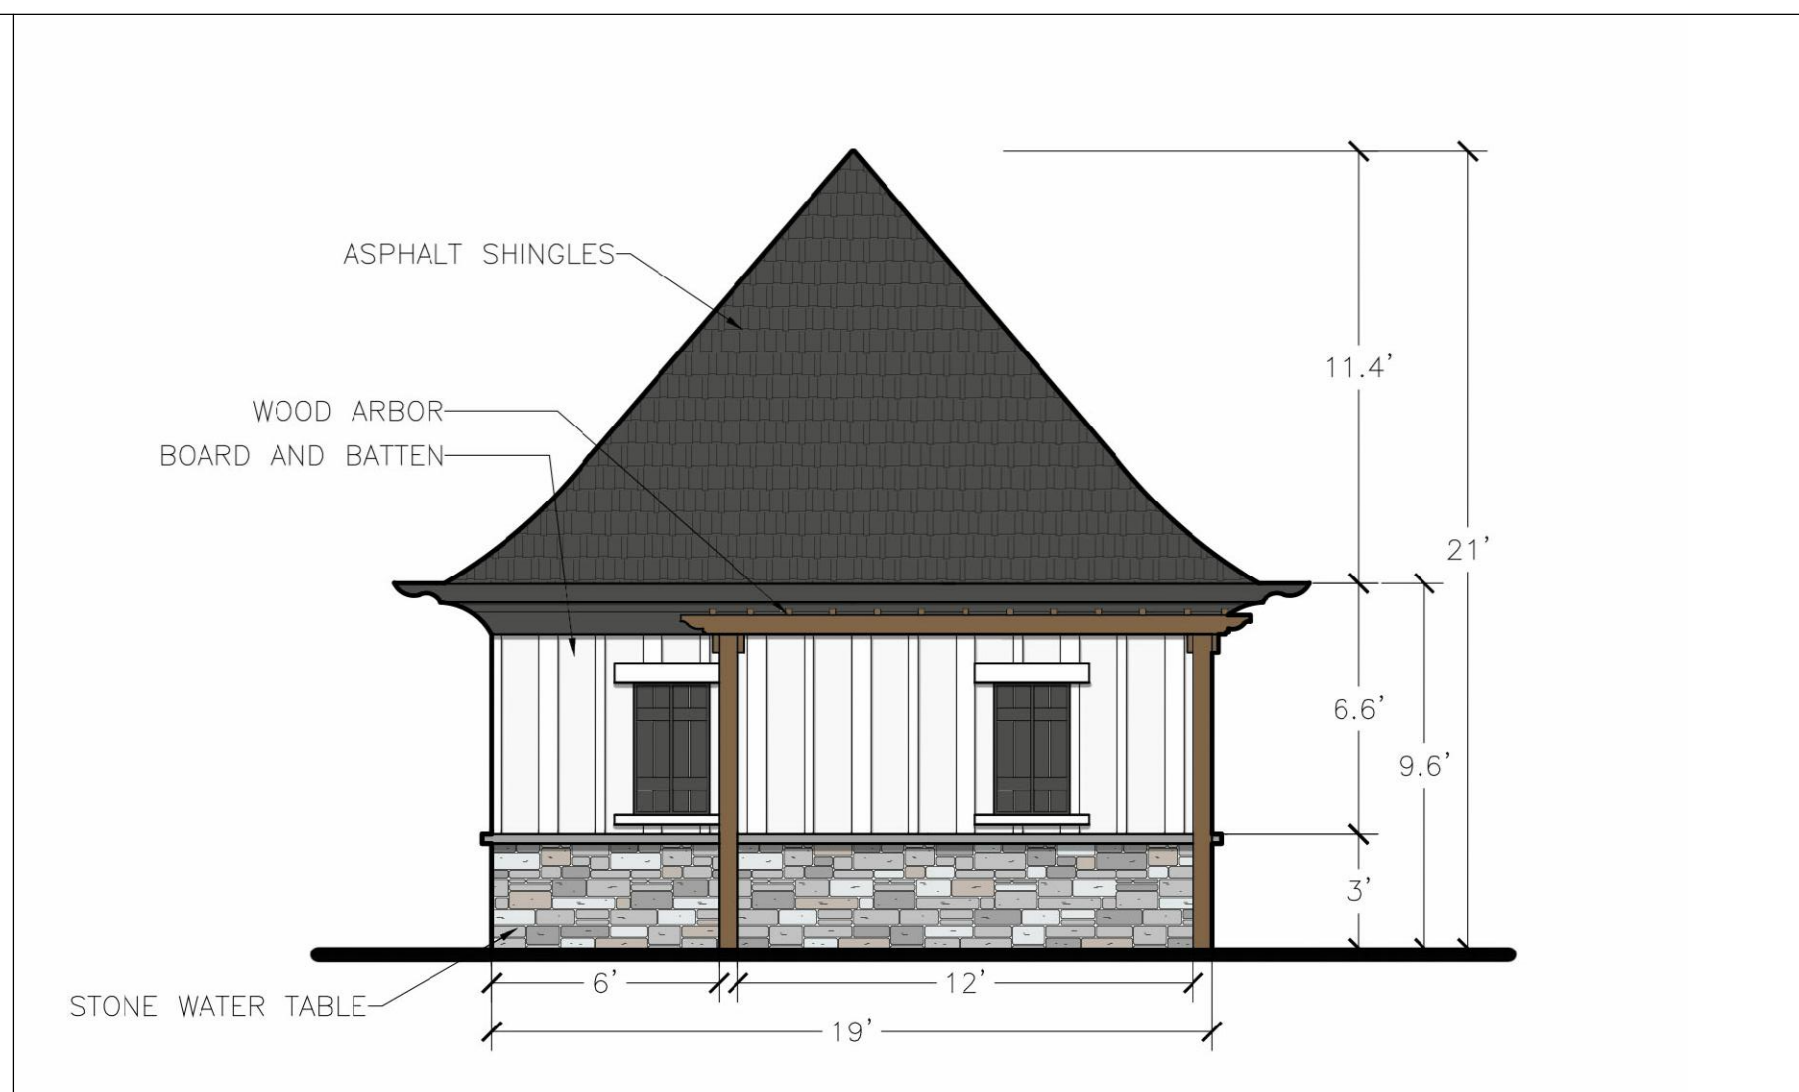 ASPHALT SHINGLES
WOOD ARBOR
BOARD AND BATTEN
STONE WATER TABLE
11.4’
21’
6.6’
9.6’
3’
6’
12’
19’